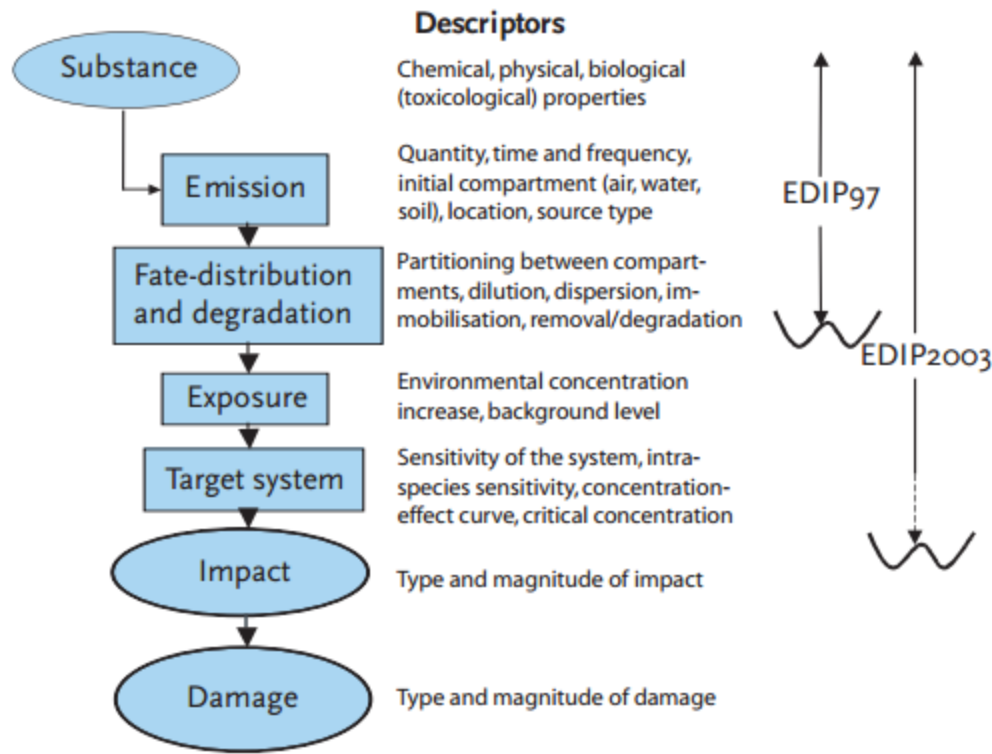 Descriptors
Substance
Chemical, physical, biological
(toxicological) properties
Emission
Quantity, time and frequency,
initial compartment (air, water,
soil), location, source type
EDIP97
Fate-distribution
and degradation
Partitioning between compart-
ments, dilution, dispersion, im-
mobilisation, removal/degradation
EDIP2003
Exposure
Environmental concentration
increase, background level
Target system
Sensitivity of the system, intra-
species sensitivity, concentration-
effect curve, critical concentration
Impact
Type and magnitude of impact
Damage
Type and magnitude of damage